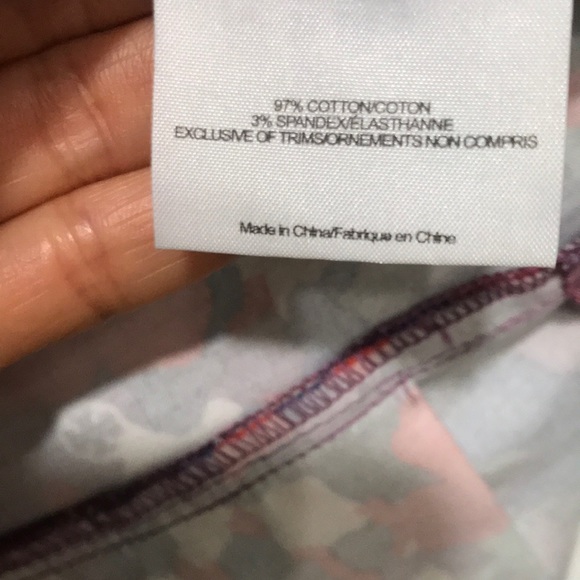 97% COTTON/COTON
3% SPANDEX/ÉLASTHANNE
EXCLUSIVE OF TRIMS/ORNEMENTS NON COMPRIS
Made in China/Fabriqué en Chine